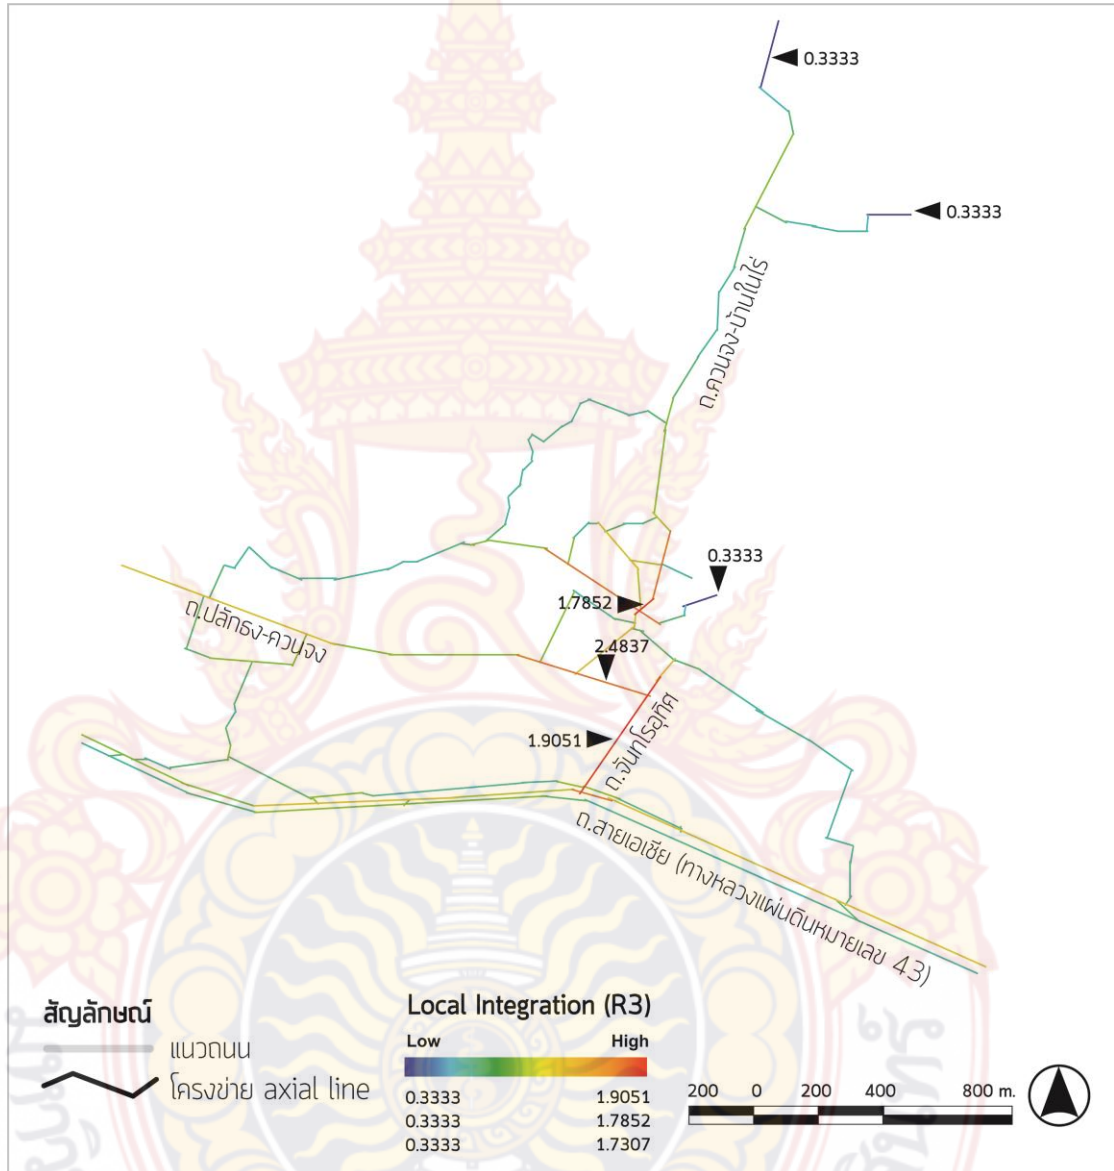 0.3333
0.3333
ถ.ควนจง-บ้านในไร่
0.3333
1.7852
ถ.ปลักธง-ควนจง
2.4837
ถ.จันทโรอุทิศ
1.9051
ถ.สายเอเชีย (ทางหลวงแผ่นดินหมายเลข 43)
สัญลักษณ์
แนวถนน
โครงข่าย axial line
Local Integration (R3)
Low High
0.3333 1.9051
0.3333 1.7852
0.3333 1.7307
200 0 200 400 800 m.